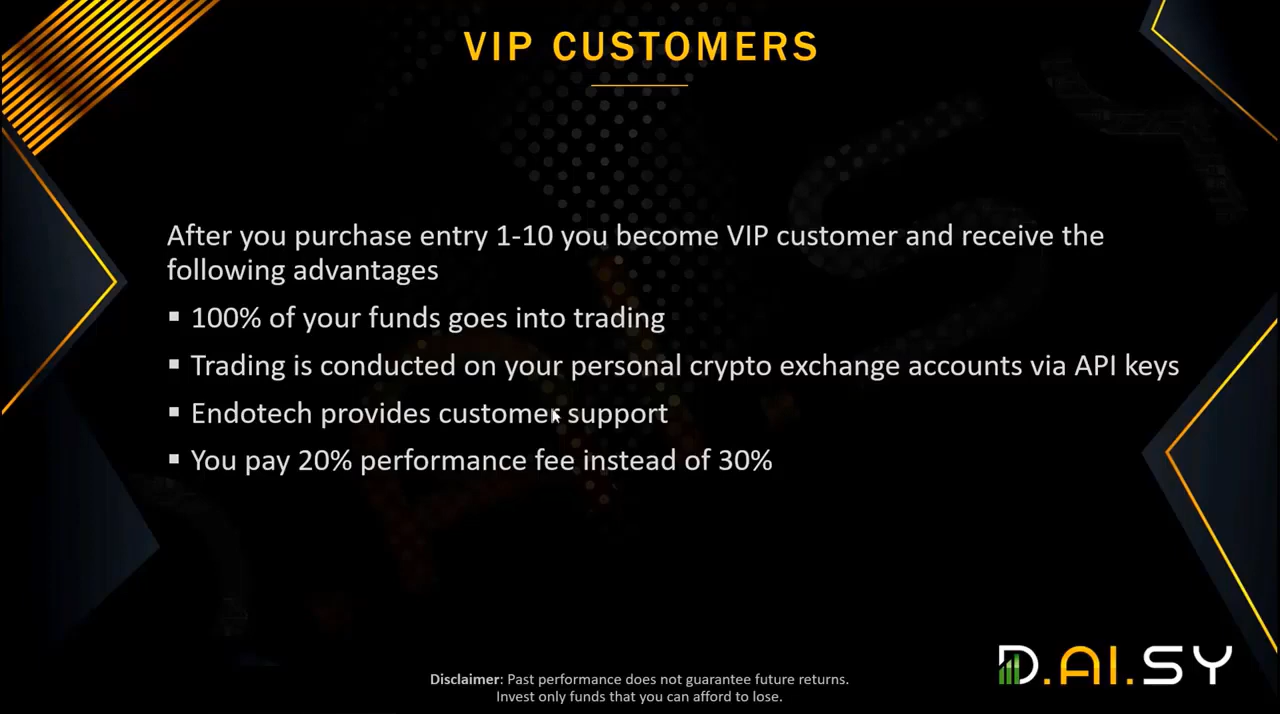 VIP CUSTOMERS
After you purchase entry 1-10 you become VIP customer and receive the
following advantages
▪ 100% of your funds goes into trading
▪ Trading is conducted on your personal crypto exchange accounts via API keys
▪ Endotech provides customer support
▪ You pay 20% performance fee instead of 30%
D.AI.SY
Disclaimer: Past performance does not guarantee future returns.
Invest only funds that you can afford to lose.